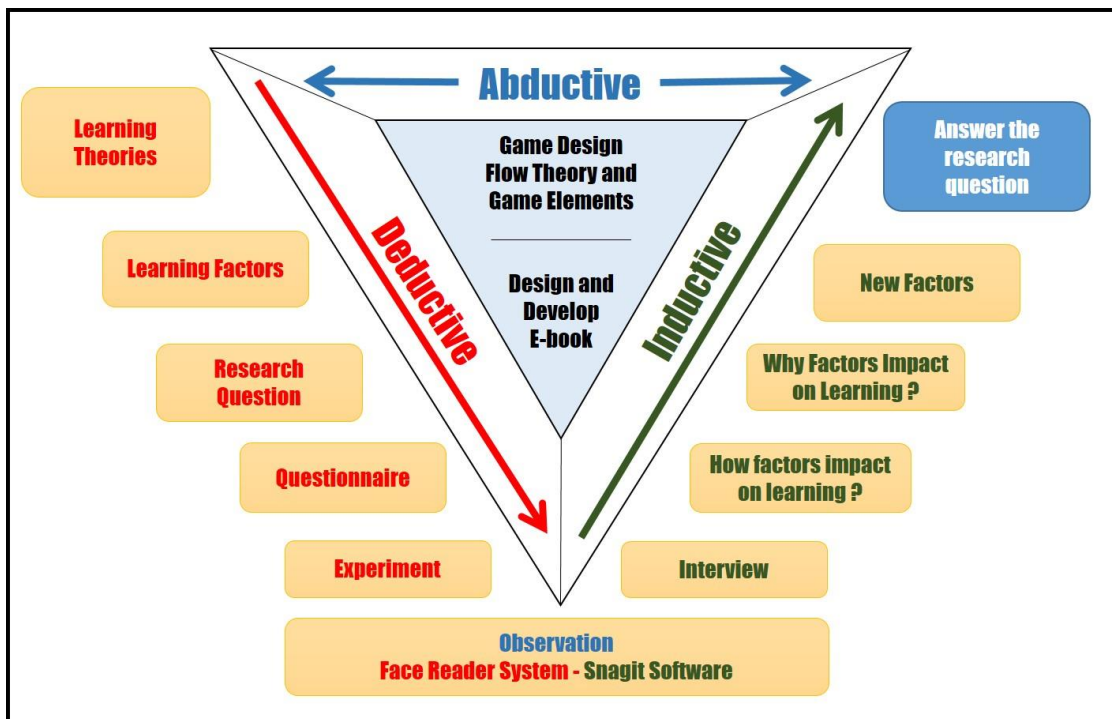 Abductive
Learning
Theories
Learning Factors
Research
Question
Questionnaire
Experiment
Deductive
Game Design
Flow Theory and
Game Elements
Design and
Develop
E-book
Inductive
Answer the
research
question
New Factors
Why Factors Impact
on Learning ?
How factors impact
on learning ?
Interview
Observation
Face Reader System - Snagit Software